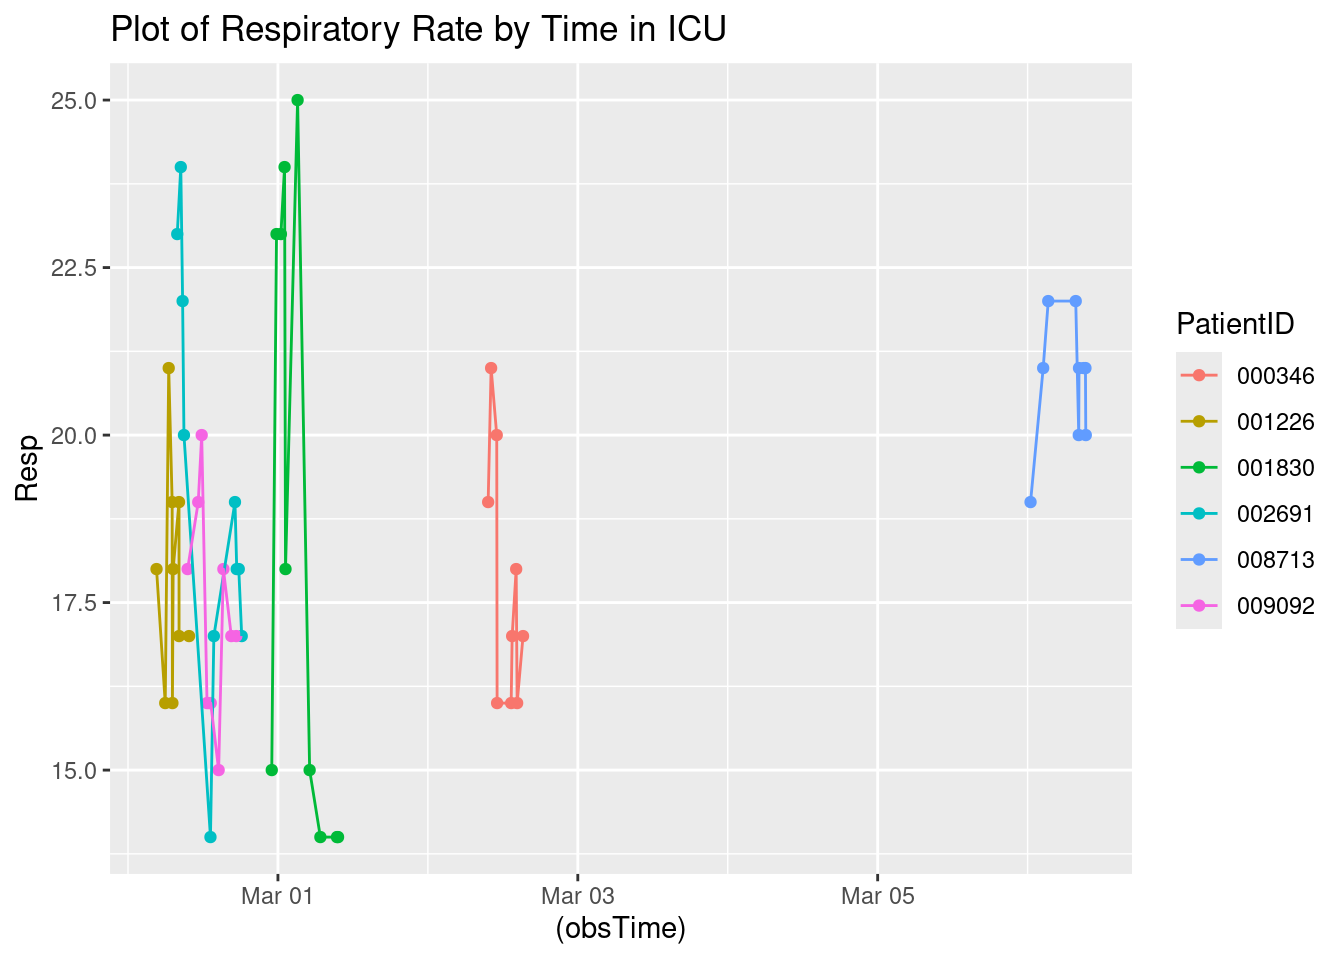 Plot of Respiratory Rate by Time in ICU
25.0
22.5
20.0
17.5
15.0
Resp
Mar 01
Mar 03
Mar 05
(obsTime)
PatientID
000346
001226
001830
002691
008713
009092